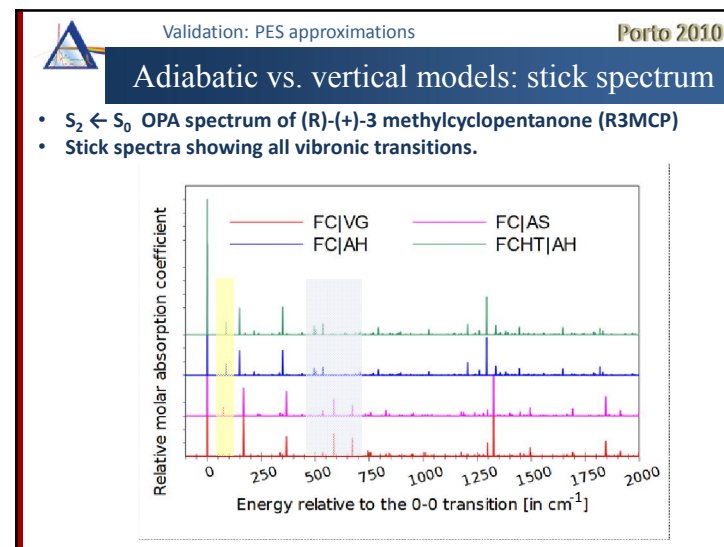 Validation: PES approximations
Porto 2010
Adiabatic vs. vertical models: stick spectrum
• S₂ ← S₀ OPA spectrum of (R)-(+)-3 methylcyclopentanone (R3MCP)
• Stick spectra showing all vibronic transitions.
FC|VG FC|AS
FC|AH FCHT|AH
Relative molar absorption coefficient
0 250 500 750 1000 1250 1500 1750 2000
Energy relative to the 0-0 transition [in cm⁻¹]